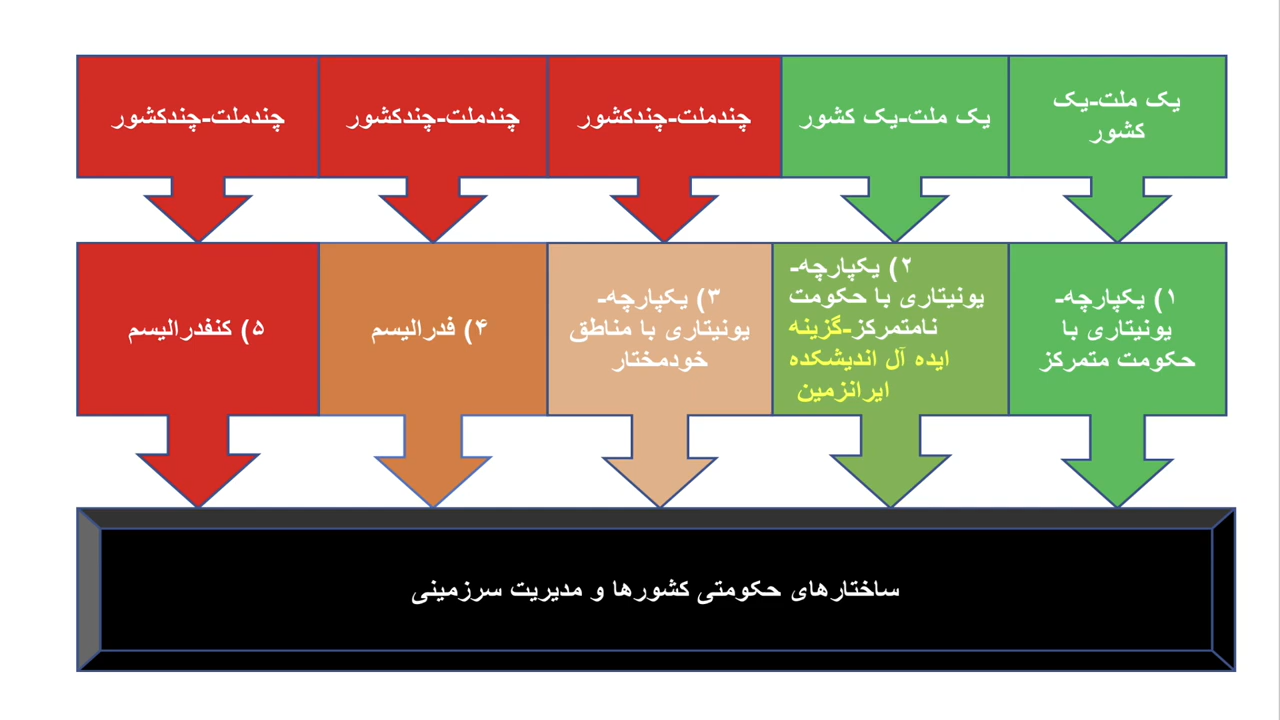 یک ملت-یک
کشور
یک ملت-یک کشور
چندملت-چندکشور
چندملت-چندکشور
چندملت-چندکشور
۱) یکپارچه-
یونیتاری با
حکومت متمرکز
۲) یکپارچه-
یونیتاری با حکومت
نامتمرکز-گزینه
ایده آل اندیشکده
ایرانزمین
۳) یکپارچه-
یونیتاری با مناطق
خودمختار
۴) فدرالیسم
۵) کنفدرالیسم
ساختارهای حکومتی کشورها و مدیریت سرزمینی